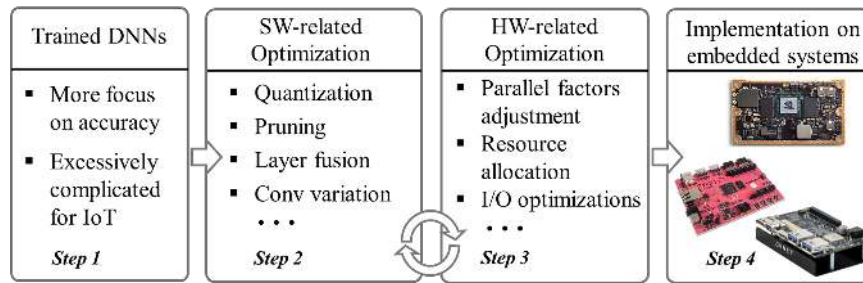 Trained DNNs
More focus
on accuracy
Excessively
complicated
for IoT
Step 1
SW-related
Optimization
Quantization
Pruning
Layer fusion
Conv variation
• • •
Step 2
HW-related
Optimization
Parallel factors
adjustment
Resource
allocation
I/O optimizations
• • •
Step 3
Implementation on
embedded systems
Step 4